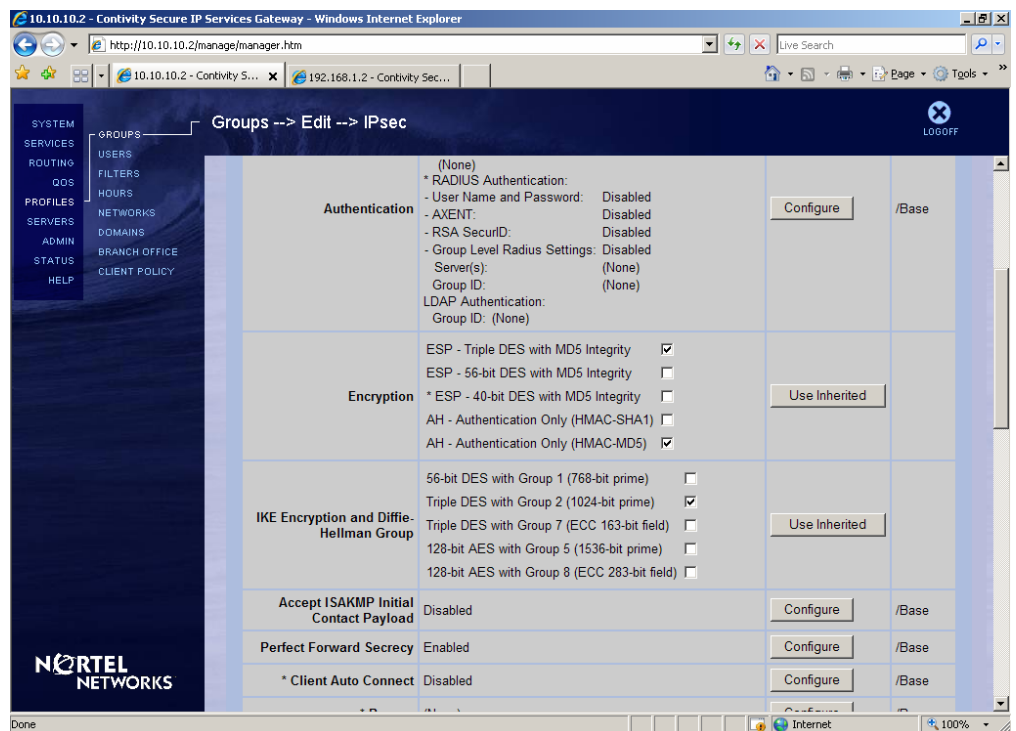 10.10.10.2 - Contivity Secure IP Services Gateway - Windows Internet Explorer
http://10.10.10.2/manage/manager.htm
Live Search
10.10.10.2 - Contivity S...
192.168.1.2 - Contivity Sec...
Page
Tools
»
SYSTEM
SERVICES
ROUTING
QOS
PROFILES
SERVERS
ADMIN
STATUS
HELP
GROUPS
USERS
FILTERS
HOURS
NETWORKS
DOMAINS
BRANCH OFFICE
CLIENT POLICY
Groups --> Edit --> IPsec
LOGOFF
Authentication
(None)
* RADIUS Authentication:
- User Name and Password: Disabled
- AXENT: Disabled
- RSA SecurID: Disabled
- Group Level Radius Settings: Disabled
Server(s): (None)
Group ID: (None)
LDAP Authentication:
Group ID: (None)
Configure
/Base
Encryption
ESP - Triple DES with MD5 Integrity
ESP - 56-bit DES with MD5 Integrity
* ESP - 40-bit DES with MD5 Integrity
AH - Authentication Only (HMAC-SHA1)
AH - Authentication Only (HMAC-MD5)
Use Inherited
IKE Encryption and Diffie-
Hellman Group
56-bit DES with Group 1 (768-bit prime)
Triple DES with Group 2 (1024-bit prime)
Triple DES with Group 7 (ECC 163-bit field)
128-bit AES with Group 5 (1536-bit prime)
128-bit AES with Group 8 (ECC 283-bit field)
Use Inherited
Accept ISAKMP Initial
Contact Payload
Disabled
Configure
/Base
Perfect Forward Secrecy
Enabled
Configure
/Base
* Client Auto Connect
Disabled
Configure
/Base
NORTEL
NETWORKS
Done
Internet
100%